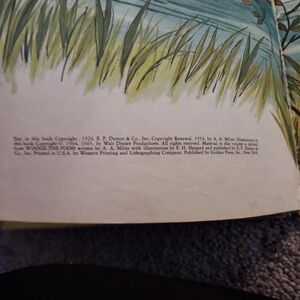 Text in this book Copyright, 1926, E. P. Dutton & Co., Inc. Copyright Renewal, 1954, by A. A. Milne. Illustrations in
this book Copyright ©, 1964, 1965, by Walt Disney Productions. All rights reserved. Material in this volume is derived
from WINNIE-THE-POOH written by A. A. Milne with illustrations by E. H. Shepard and published by E. P. Dutton &
Co., Inc. Printed in U.S.A. by Western Printing and Lithographing Company. Published by Golden Press, Inc., New York.